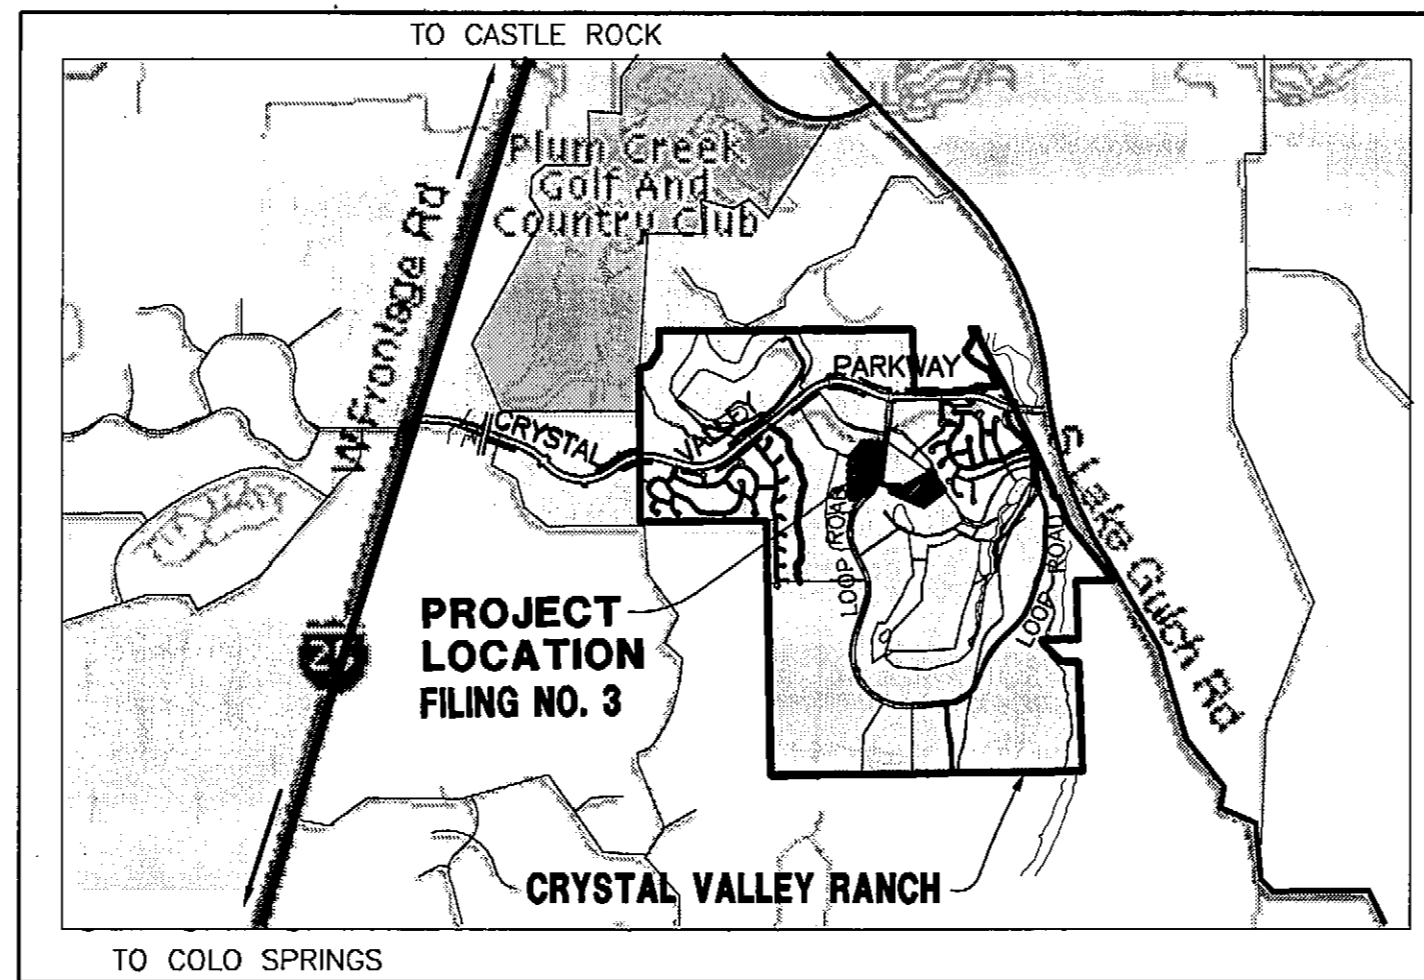 TO CASTLE ROCK
Plum Creek
Golf And
Country Club
W Frontage Rd
PARKWAY
CRYSTAL
VALLEY
S Lake Gulch Rd
LOOP ROAD
LOOP ROAD
PROJECT
LOCATION
FILING NO. 3
CRYSTAL VALLEY RANCH
TO COLO SPRINGS